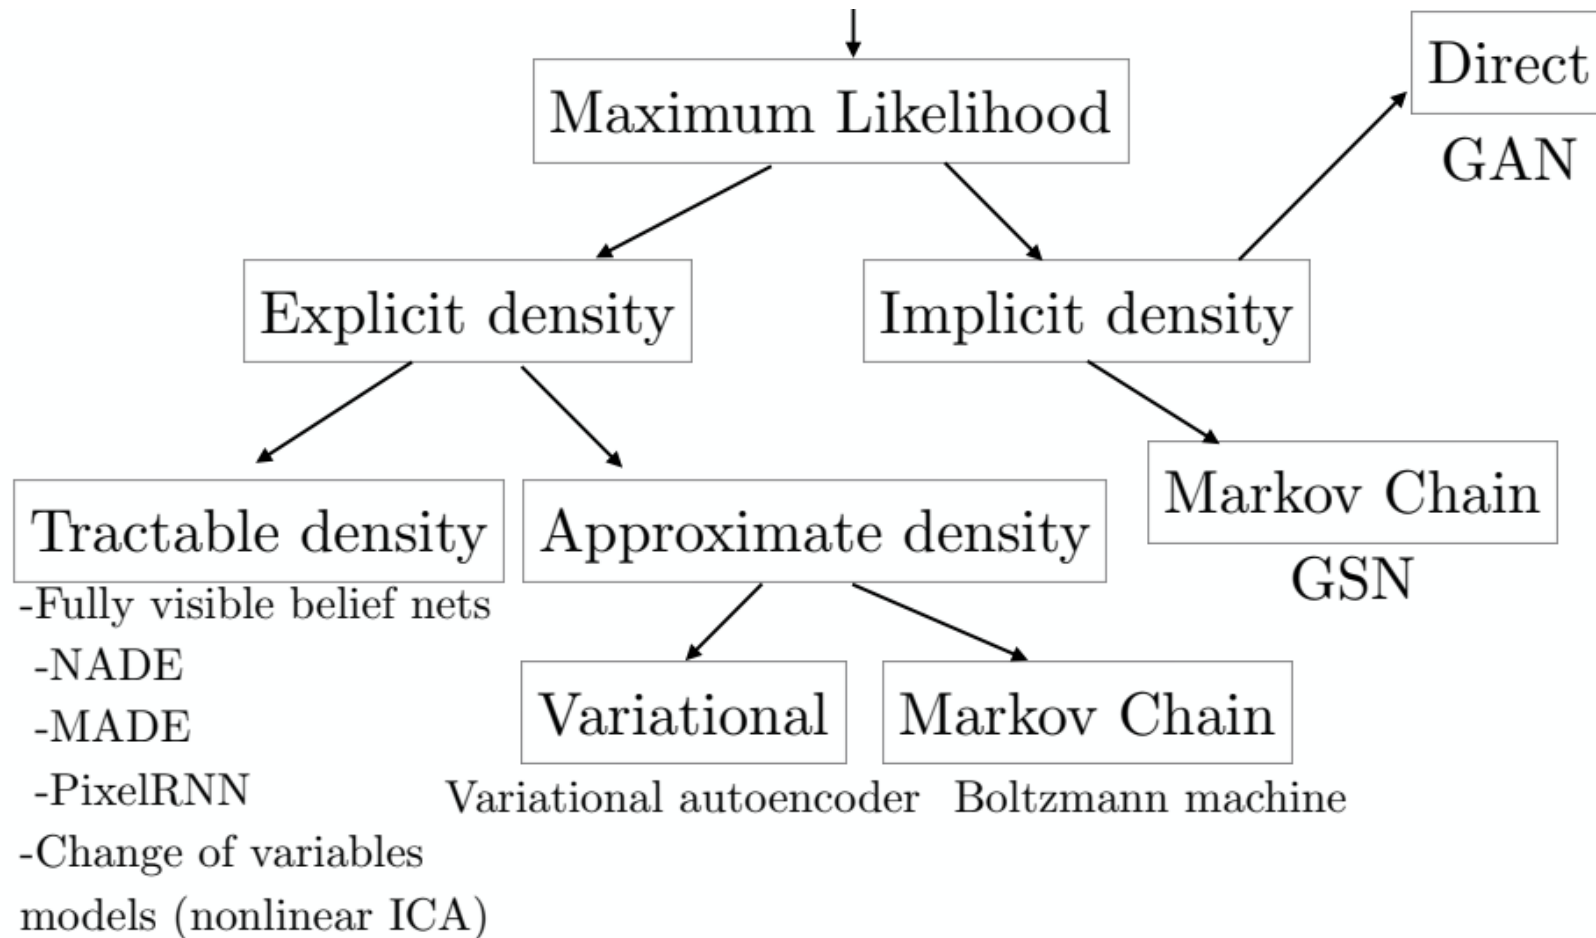 Direct
Maximum Likelihood
GAN
Explicit density
Implicit density
Markov Chain
GSN
Tractable density
Approximate density
-Fully visible belief nets
-NADE
-MADE
-PixelRNN
-Change of variables
models (nonlinear ICA)
Variational
Markov Chain
Variational autoencoder
Boltzmann machine